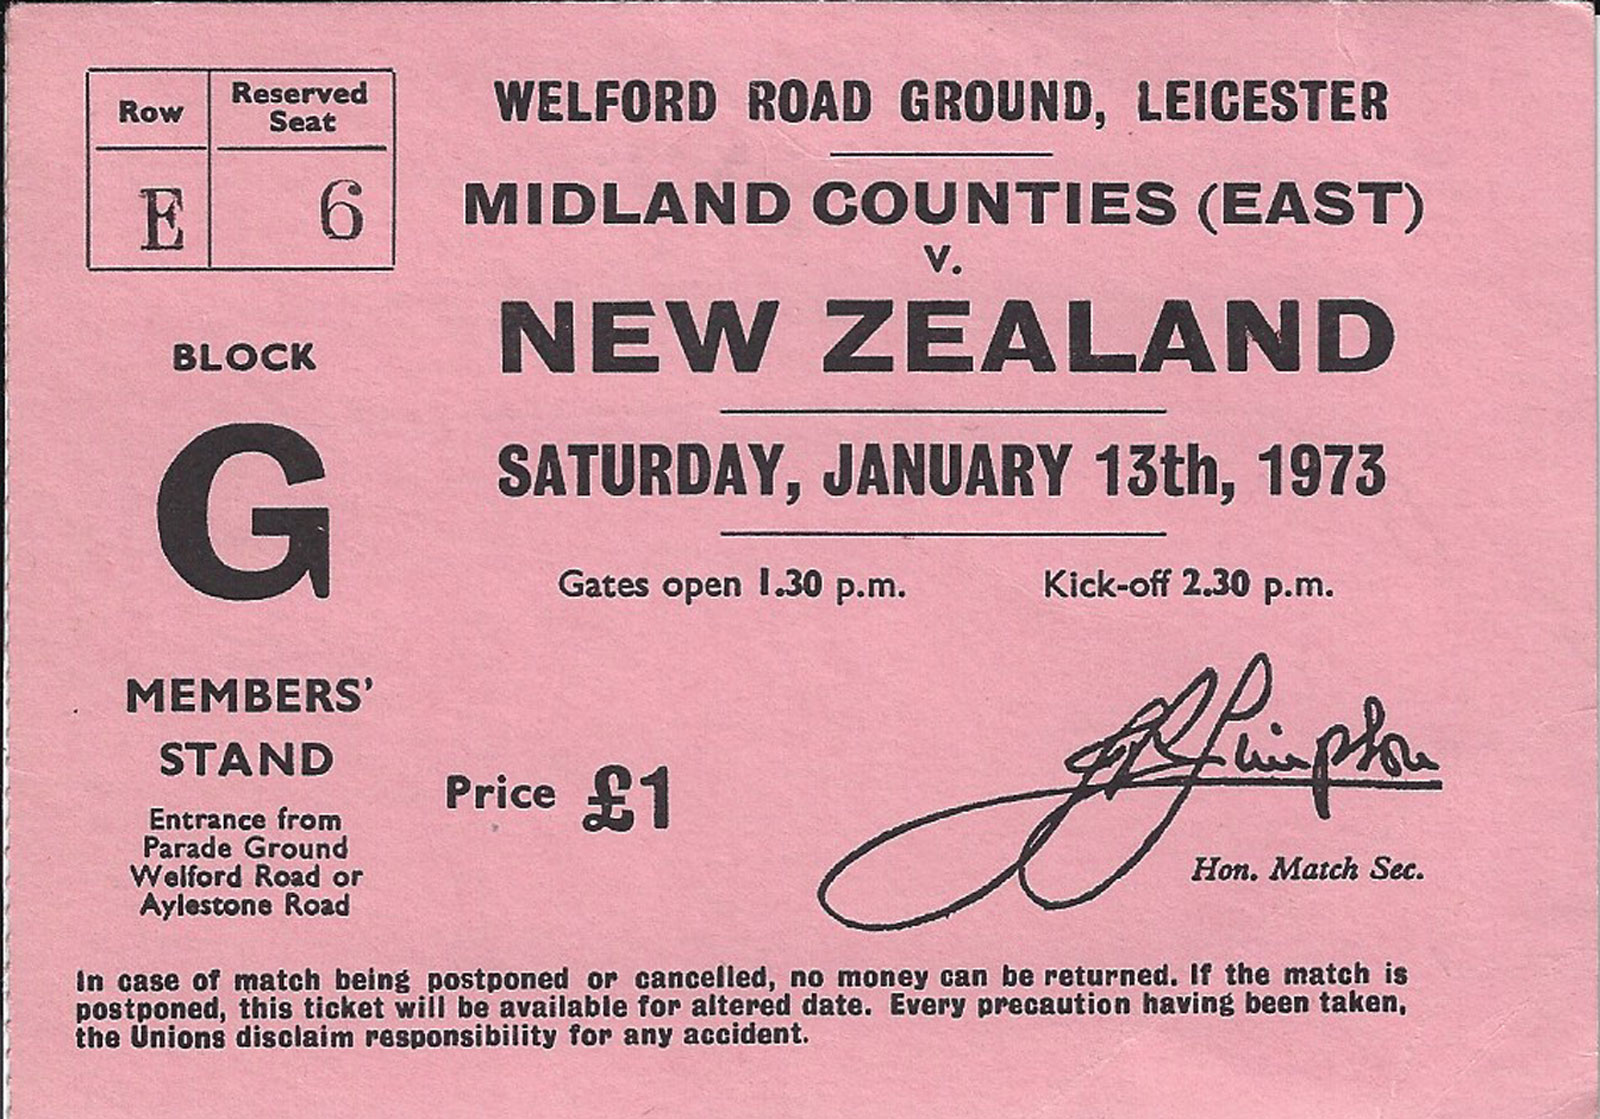 Row
Reserved
Seat
E
6
BLOCK
G
MEMBERS'
STAND
Entrance from
Parade Ground
Welford Road or
Aylestone Road
WELFORD ROAD GROUND, LEICESTER
MIDLAND COUNTIES (EAST)
v.
NEW ZEALAND
SATURDAY, JANUARY 13th, 1973
Gates open 1.30 p.m. Kick-off 2.30 p.m.
Price £1
Simpson
Hon. Match Sec.
In case of match being postponed or cancelled, no money can be returned. If the match is
postponed, this ticket will be available for altered date. Every precaution having been taken,
the Unions disclaim responsibility for any accident.